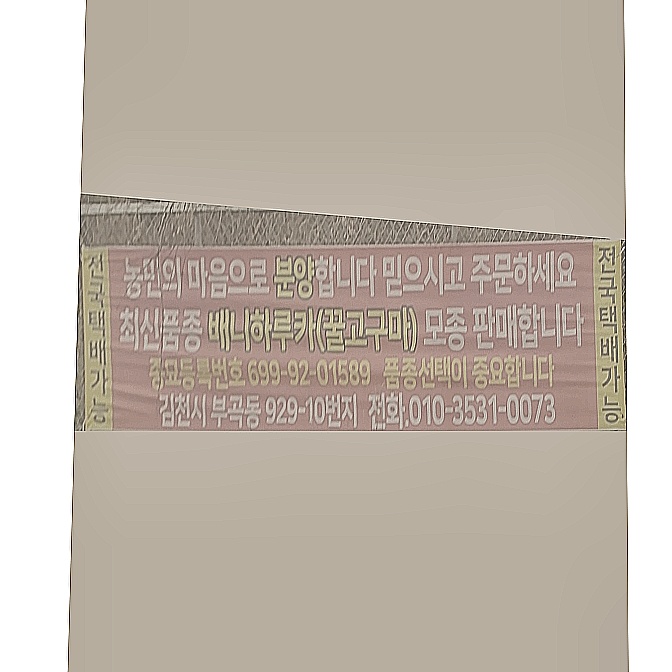 전국택배가능
농민의 마음으로 분양합니다 믿으시고 주문하세요
최신품종 베니하루카(꿀고구마) 모종 판매합니다
종묘등록번호 699-92-01589 품종선택이 중요합니다
김천시 부곡동 929-10번지 전화.010-3531-0073
전국택배가능